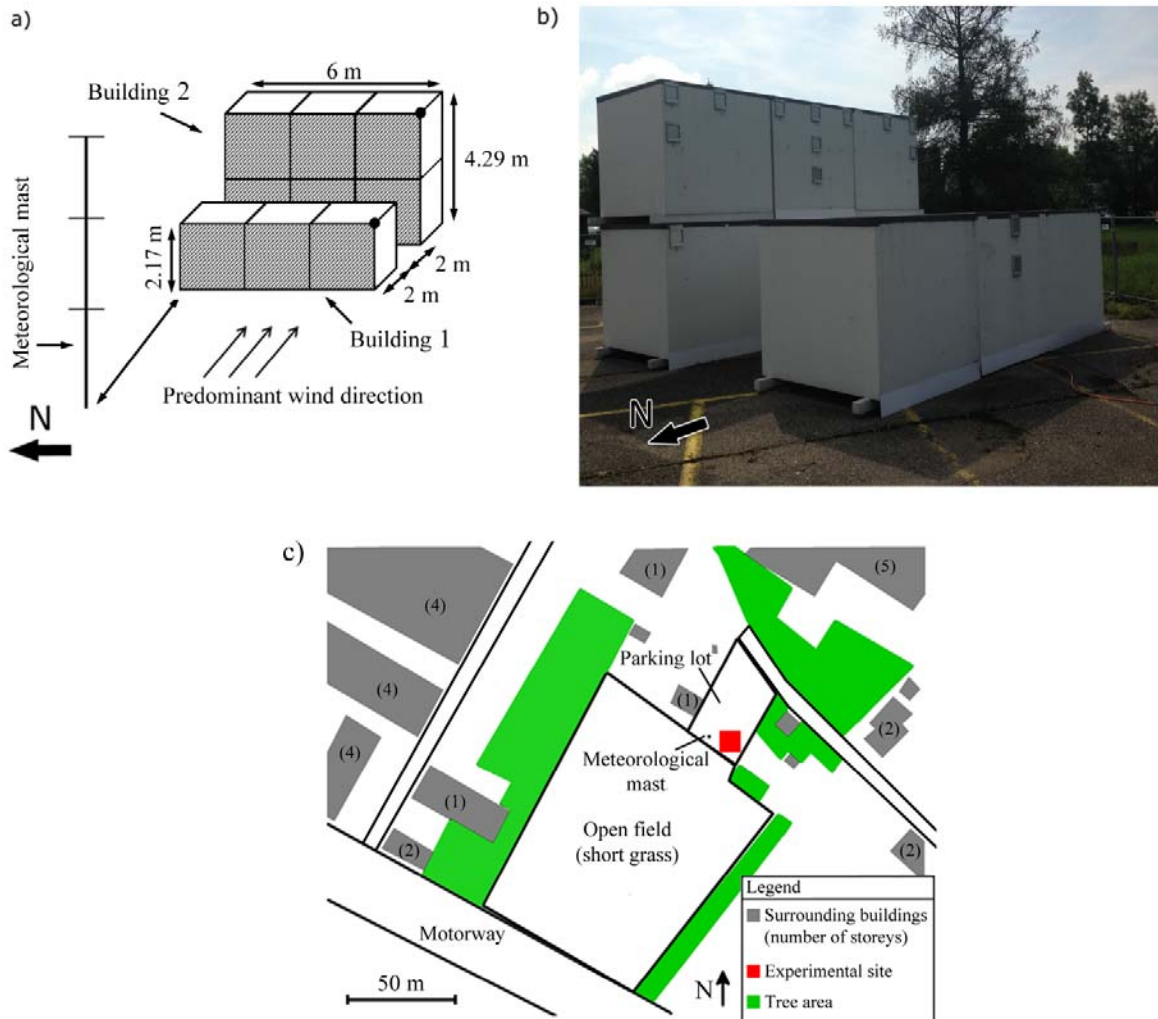 a)
6 m
Building 2
4.29 m
Meteorological mast
2.17 m
2 m
2 m
Building 1
Predominant wind direction
N
b)
N
c)
(1)
(5)
(4)
Parking lot
(4)
(1)
(2)
(4)
Meteorological
mast
(1)
Open field
(short grass)
(2)
(2)
Motorway
50 m
N
Legend
Surrounding buildings
(number of storeys)
Experimental site
Tree area